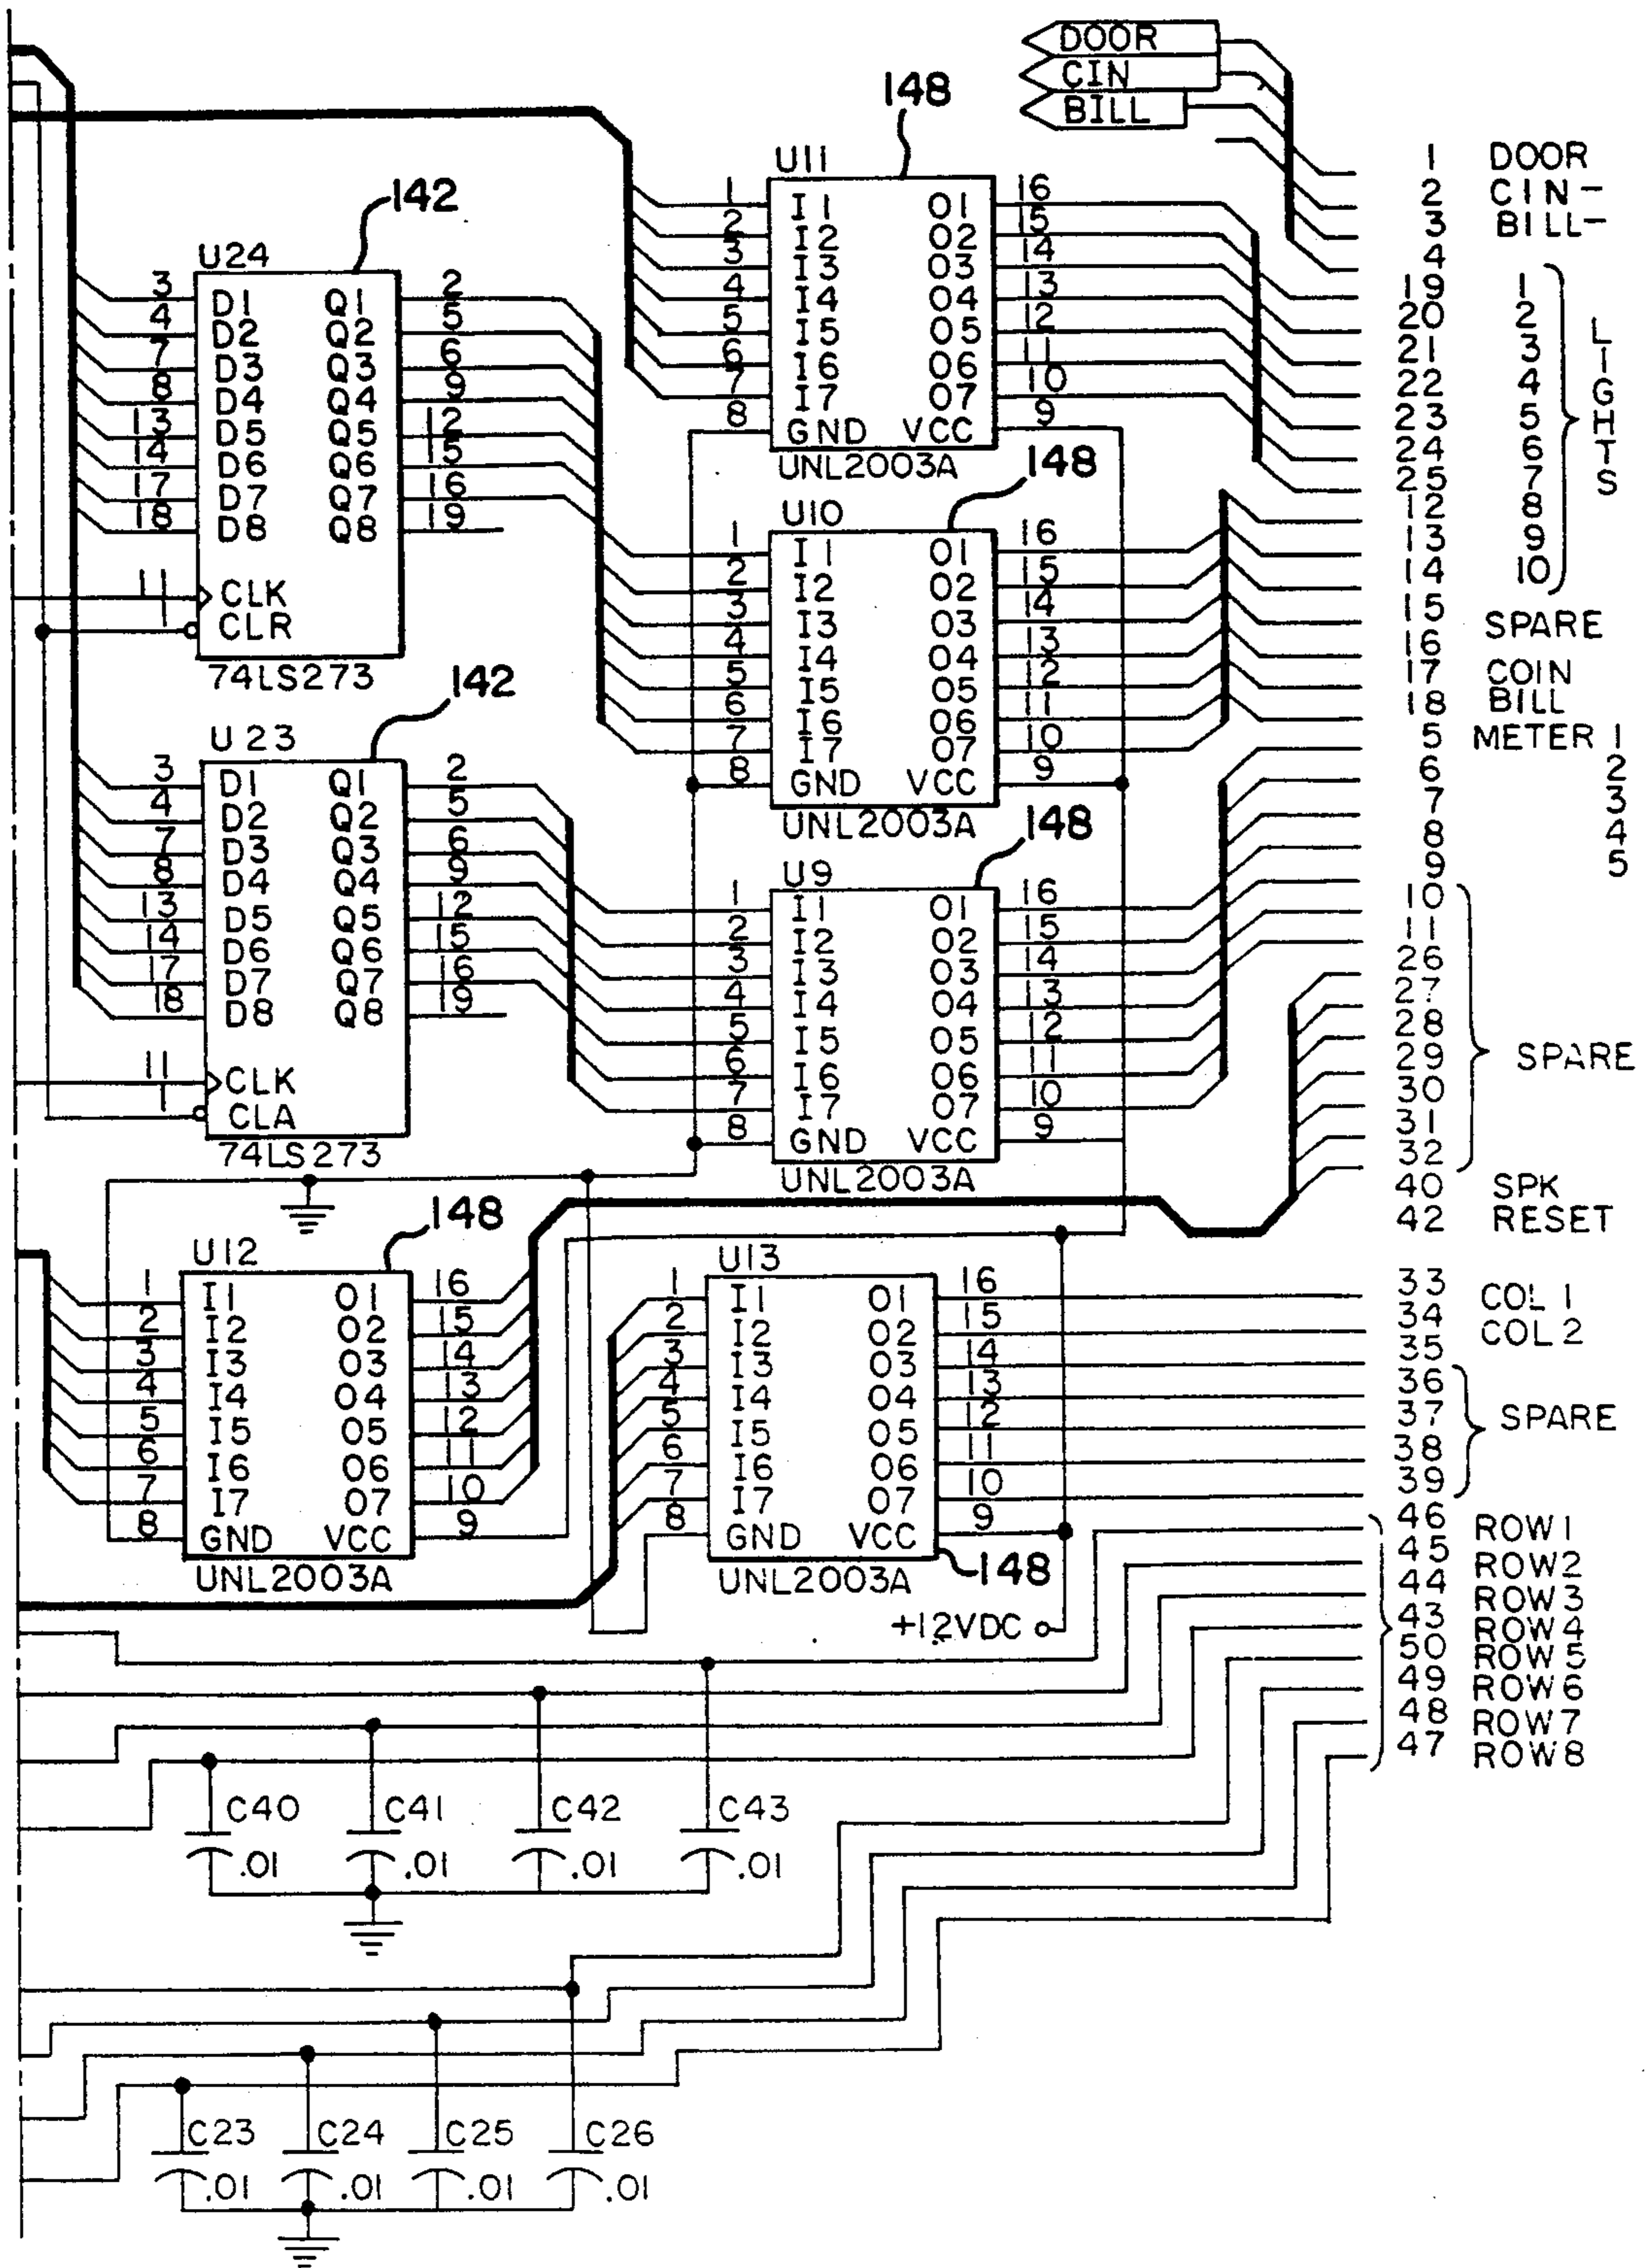 DOOR
CIN
BILL
148
U11
1 I1 O1 16
2 I2 O2 15
3 I3 O3 14
4 I4 O4 13
5 I5 O5 12
6 I6 O6 11
7 I7 O7 10
8 GND VCC 9
UNL2003A
142
U24
3 D1 Q1 2
4 D2 Q2 5
7 D3 Q3 6
8 D4 Q4 9
13 D5 Q5 12
14 D6 Q6 15
17 D7 Q7 16
18 D8 Q8 19
11 CLK
1 CLR
74LS273
148
U10
1 I1 O1 16
2 I2 O2 15
3 I3 O3 14
4 I4 O4 13
5 I5 O5 12
6 I6 O6 11
7 I7 O7 10
8 GND VCC 9
UNL2003A
142
U23
3 D1 Q1 2
4 D2 Q2 5
7 D3 Q3 6
8 D4 Q4 9
13 D5 Q5 12
14 D6 Q6 15
17 D7 Q7 16
18 D8 Q8 19
11 CLK
1 CLA
74LS273
148
U9
1 I1 O1 16
2 I2 O2 15
3 I3 O3 14
4 I4 O4 13
5 I5 O5 12
6 I6 O6 11
7 I7 O7 10
8 GND VCC 9
UNL2003A
148
U12
1 I1 O1 16
2 I2 O2 15
3 I3 O3 14
4 I4 O4 13
5 I5 O5 12
6 I6 O6 11
7 I7 O7 10
8 GND VCC 9
UNL2003A
U13
1 I1 O1 16
2 I2 O2 15
3 I3 O3 14
4 I4 O4 13
5 I5 O5 12
6 I6 O6 11
7 I7 O7 10
8 GND VCC 9
UNL2003A
148
+12VDC
1 DOOR
2 CIN-
3 BILL-
4
19 1
20 2
21 3
22 4
23 5
24 6
25 7
12 8
13 9
14 10
LIGHTS
15 SPARE
16
17 COIN
18 BILL
5 METER 1
6 2
7 3
8 4
9 5
10
11
26
27
28
29
30
31
32
SPARE
40 SPK
42 RESET
33 COL 1
34 COL 2
35
36
37
38
39
SPARE
46 ROW1
45 ROW2
44 ROW3
43 ROW4
50 ROW5
49 ROW6
48 ROW7
47 ROW8
C40 C41 C42 C43
.01 .01 .01 .01
C23 C24 C25 C26
.01 .01 .01 .01